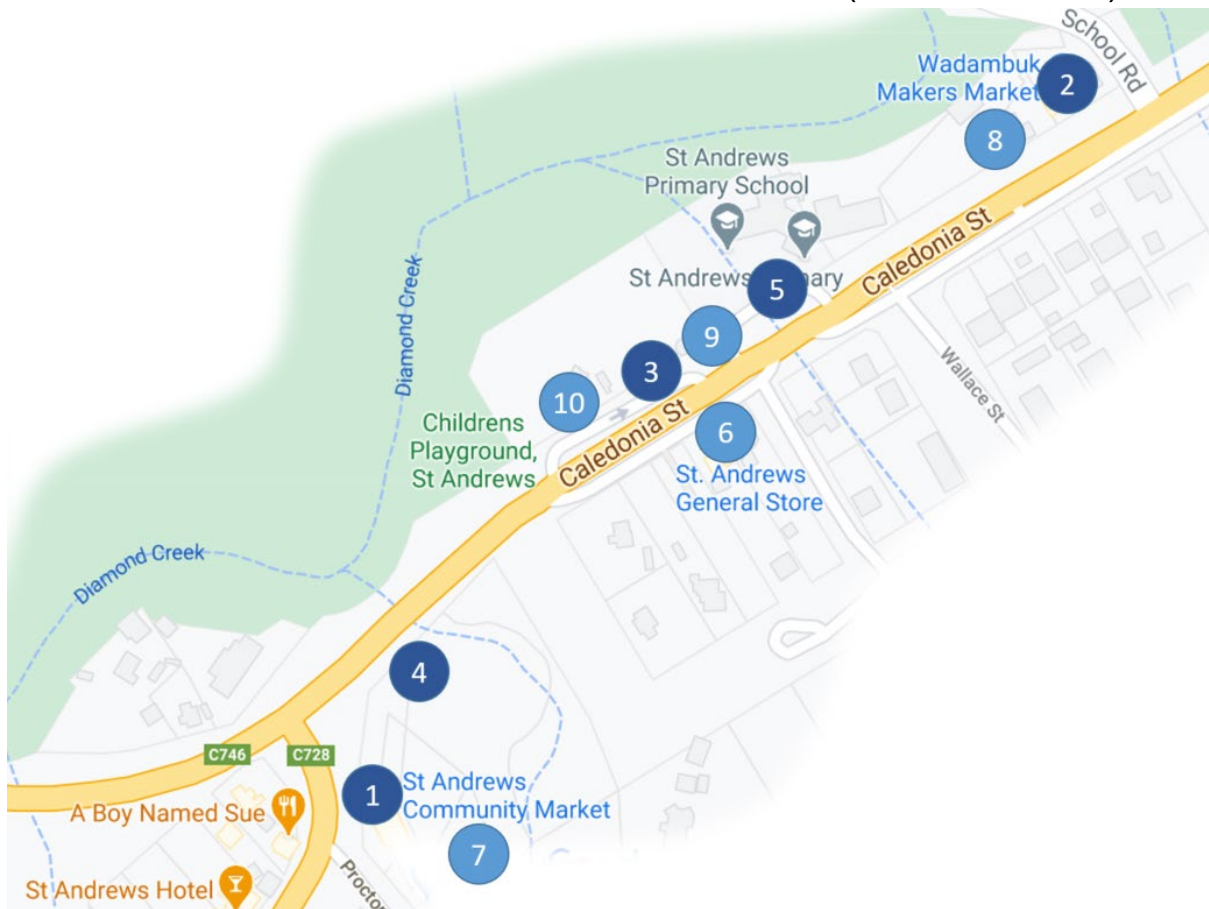 School Rd
Wadambuk
Makers Market
2
8
St Andrews
Primary School
Caledonia St
St Andrews
5
9
Diamond Creek
3
10
Wallace St
Childrens
Playground,
St Andrews
Caledonia St
6
St. Andrews
General Store
Diamond Creek
4
C746
C728
1
St Andrews
Community Market
A Boy Named Sue
7
St Andrews Hotel